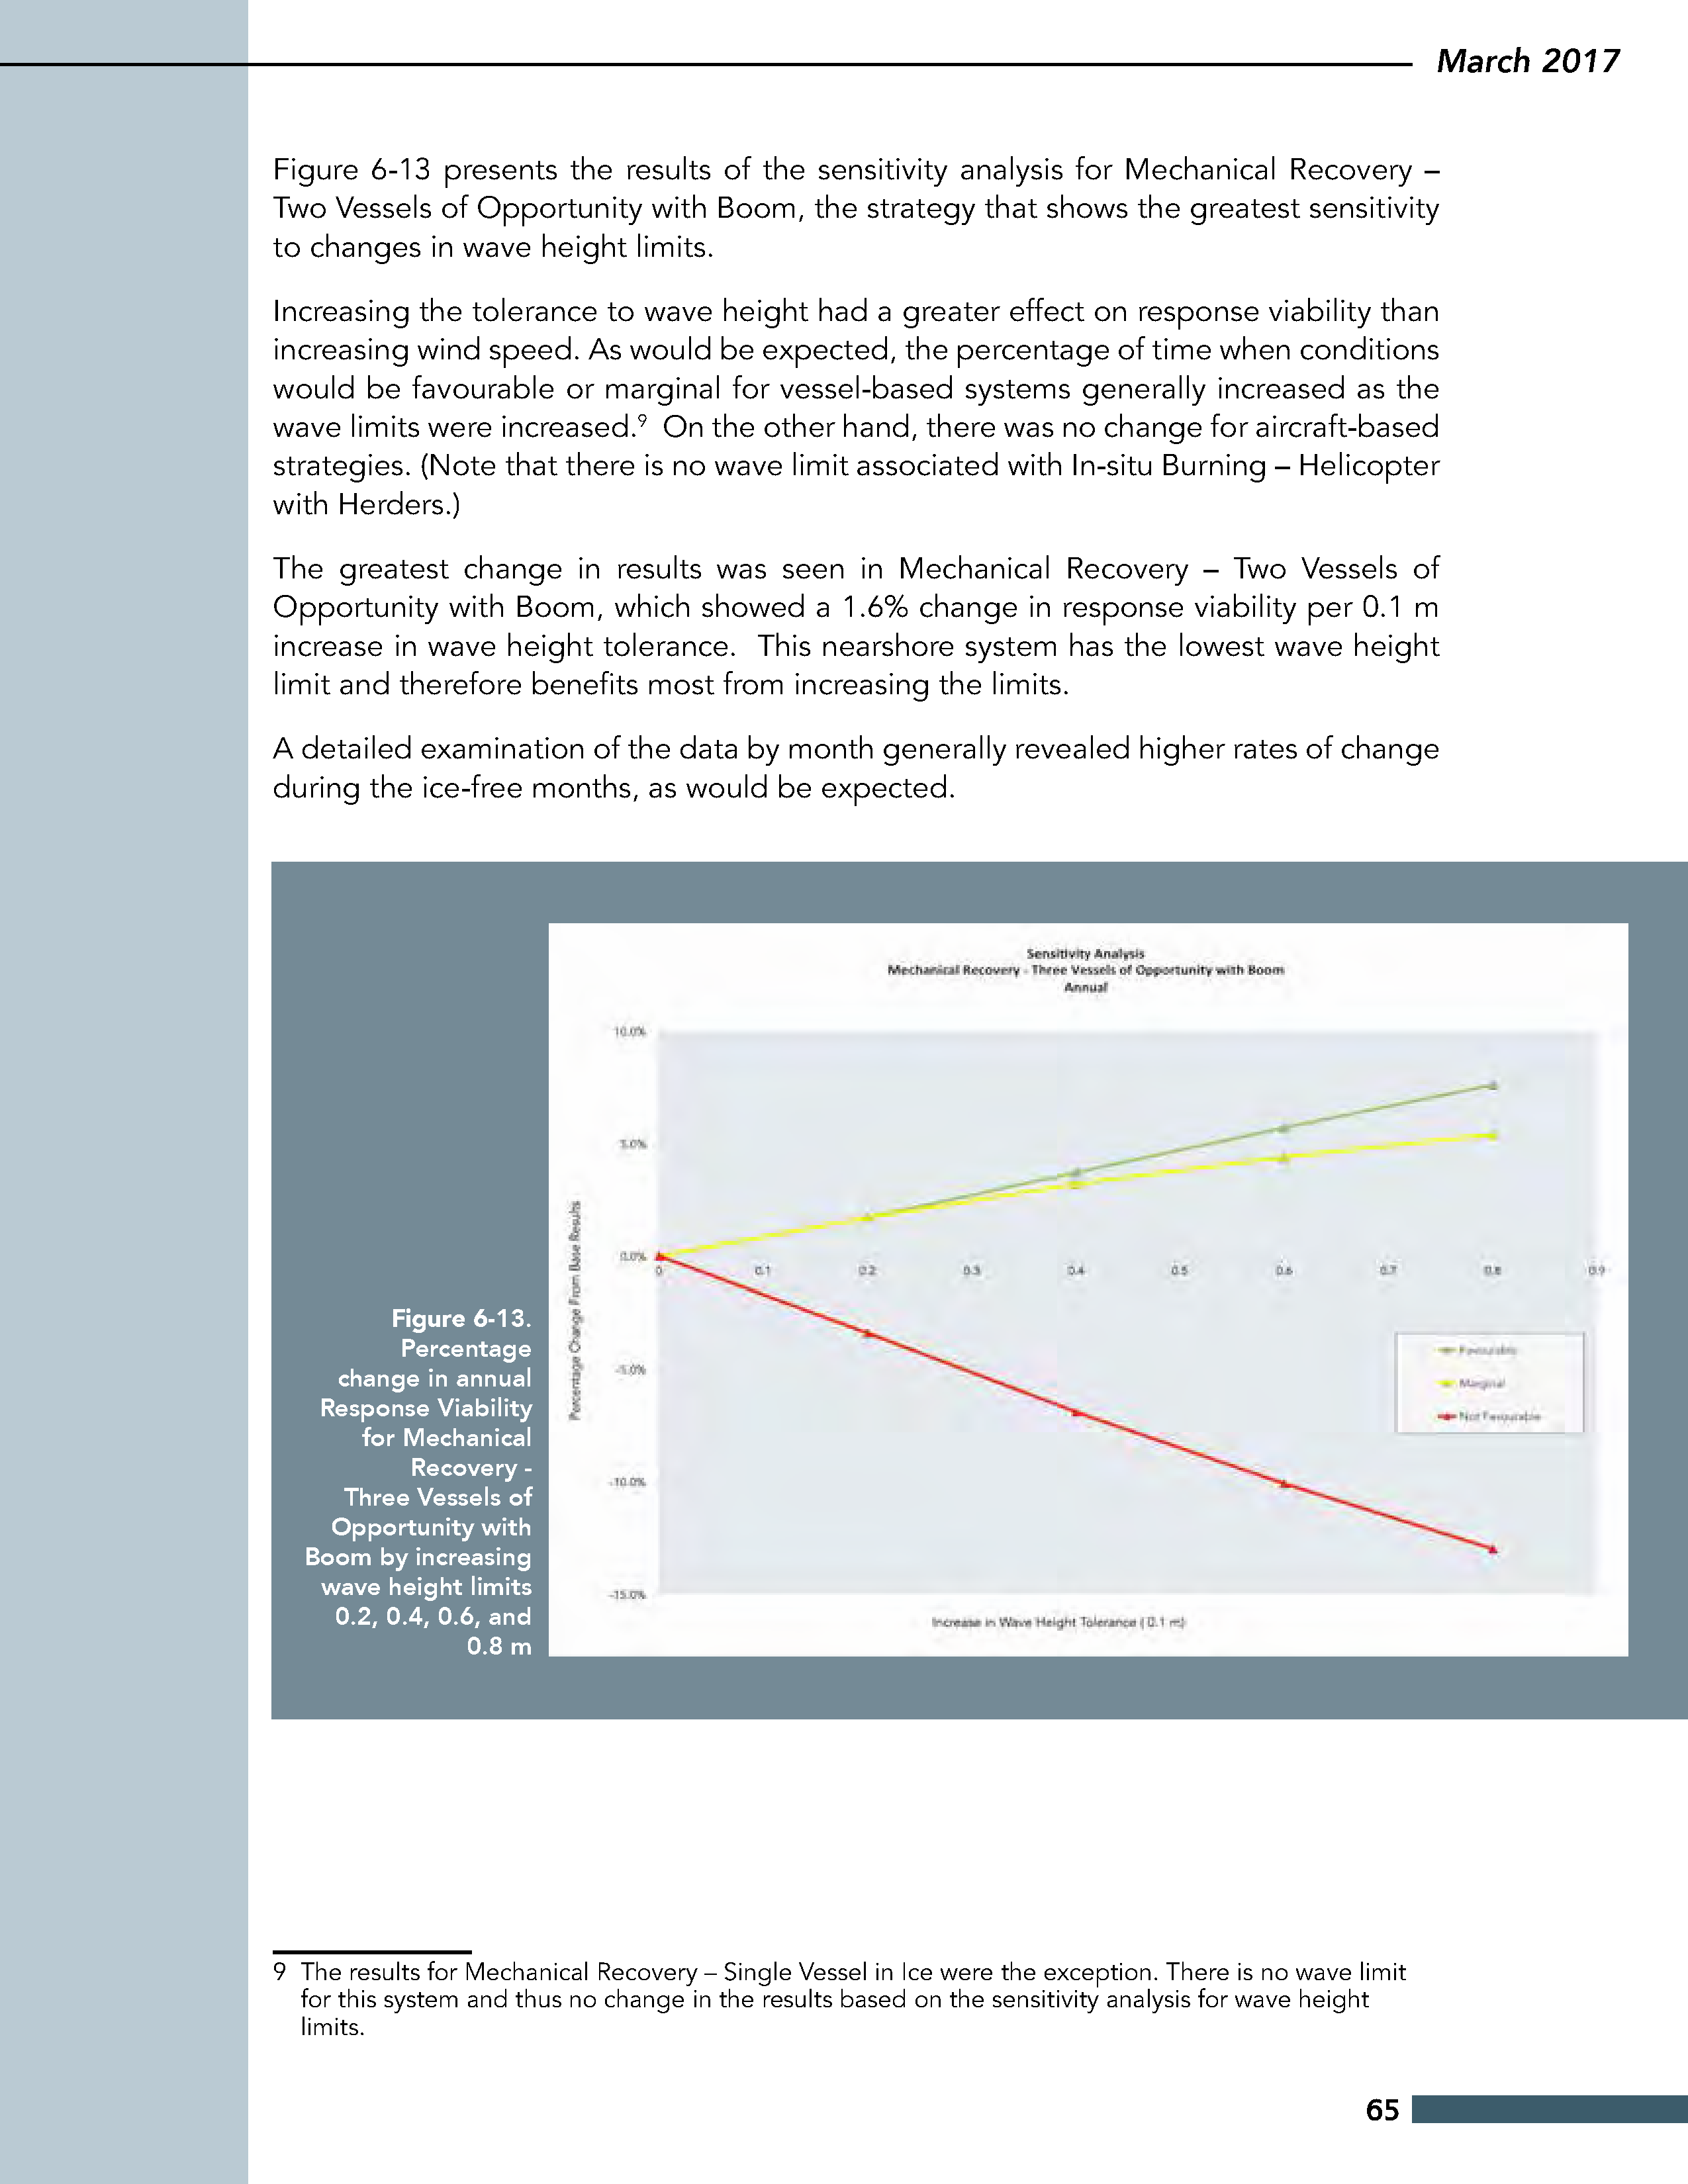 March 2017
Figure 6-13 presents the results of the sensitivity analysis for Mechanical Recovery –
Two Vessels of Opportunity with Boom, the strategy that shows the greatest sensitivity
to changes in wave height limits.
Increasing the tolerance to wave height had a greater effect on response viability than
increasing wind speed. As would be expected, the percentage of time when conditions
would be favourable or marginal for vessel-based systems generally increased as the
wave limits were increased.9 On the other hand, there was no change for aircraft-based
strategies. (Note that there is no wave limit associated with In-situ Burning – Helicopter
with Herders.)
The greatest change in results was seen in Mechanical Recovery – Two Vessels of
Opportunity with Boom, which showed a 1.6% change in response viability per 0.1 m
increase in wave height tolerance. This nearshore system has the lowest wave height
limit and therefore benefits most from increasing the limits.
A detailed examination of the data by month generally revealed higher rates of change
during the ice-free months, as would be expected.
Figure 6-13.
Percentage
change in annual
Response Viability
for Mechanical
Recovery -
Three Vessels of
Opportunity with
Boom by increasing
wave height limits
0.2, 0.4, 0.6, and
0.8 m
Sensitivity Analysis
Mechanical Recovery - Three Vessels of Opportunity with Boom
Annual
Percentage Change From Base Results
10.0%
5.0%
0.0%
-5.0%
-10.0%
-15.0%
0 0.1 0.2 0.3 0.4 0.5 0.6 0.7 0.8 0.9
Favourable
Marginal
Not Favourable
Increase in Wave Height Tolerance (0.1 m)
9 The results for Mechanical Recovery – Single Vessel in Ice were the exception. There is no wave limit
for this system and thus no change in the results based on the sensitivity analysis for wave height
limits.
65